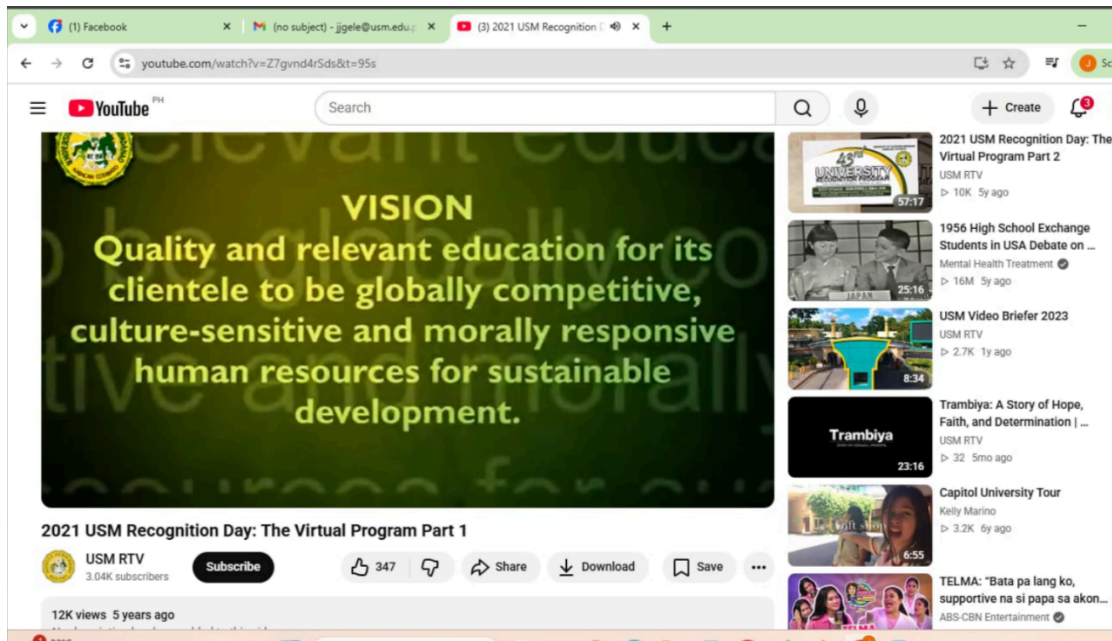 (1) Facebook
(no subject) - jjgele@usm.edu.p
(3) 2021 USM Recognition D
youtube.com/watch?v=Z7gvnd4rSds&t=95s
YouTube PH
Search
Create
3
VISION
Quality and relevant education for its
clientele to be globally competitive,
culture-sensitive and morally responsive
human resources for sustainable
development.
2021 USM Recognition Day: The Virtual Program Part 1
USM RTV
3.04K subscribers
Subscribe
347
Share
Download
Save
12K views 5 years ago
43RD
UNIVERSITY
57:17
2021 USM Recognition Day: The
Virtual Program Part 2
USM RTV
10K 5y ago
JAPAN
25:16
1956 High School Exchange
Students in USA Debate on ...
Mental Health Treatment
16M 5y ago
8:34
USM Video Briefer 2023
USM RTV
2.7K 1y ago
Trambiya
23:16
Trambiya: A Story of Hope,
Faith, and Determination | ...
USM RTV
32 5mo ago
6:55
Capitol University Tour
Kelly Marino
3.2K 6y ago
TELMA
TELMA: "Bata pa lang ko,
supportive na si papa sa akon...
ABS-CBN Entertainment